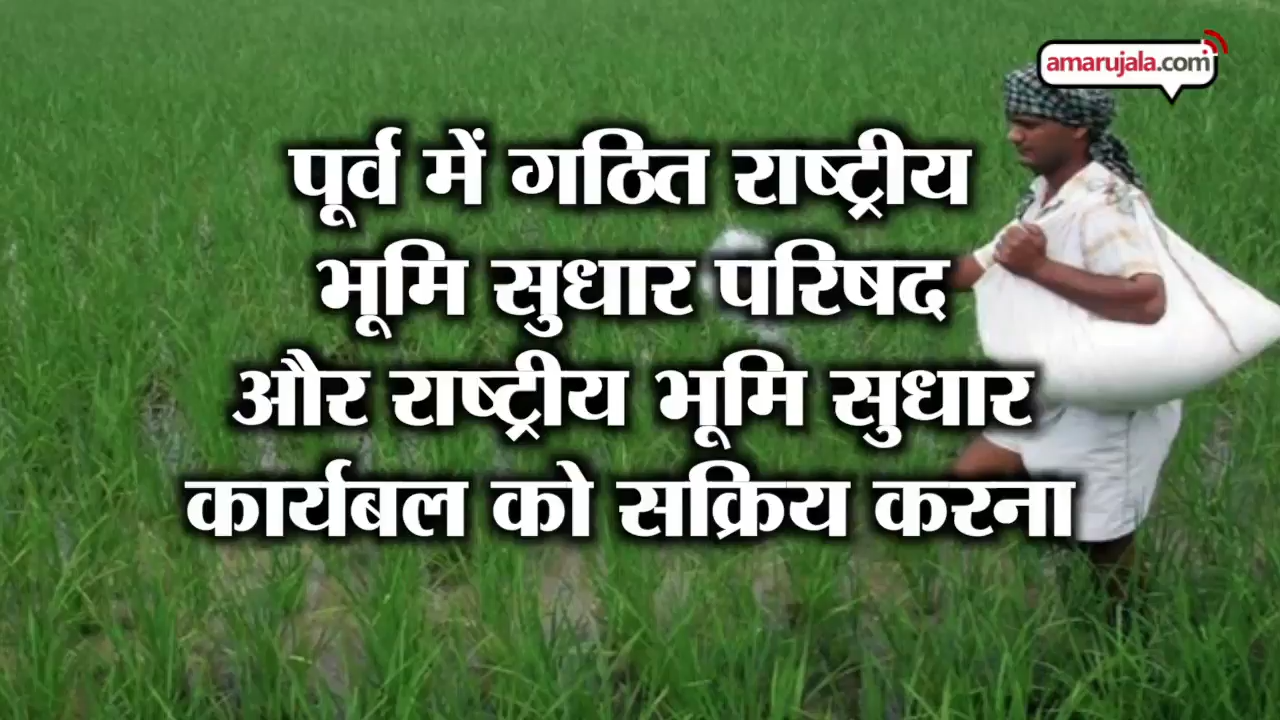 amarujala.com
पूर्व में गठित राष्ट्रीय
भूमि सुधार परिषद
और राष्ट्रीय भूमि सुधार
कार्यबल को सक्रिय करना